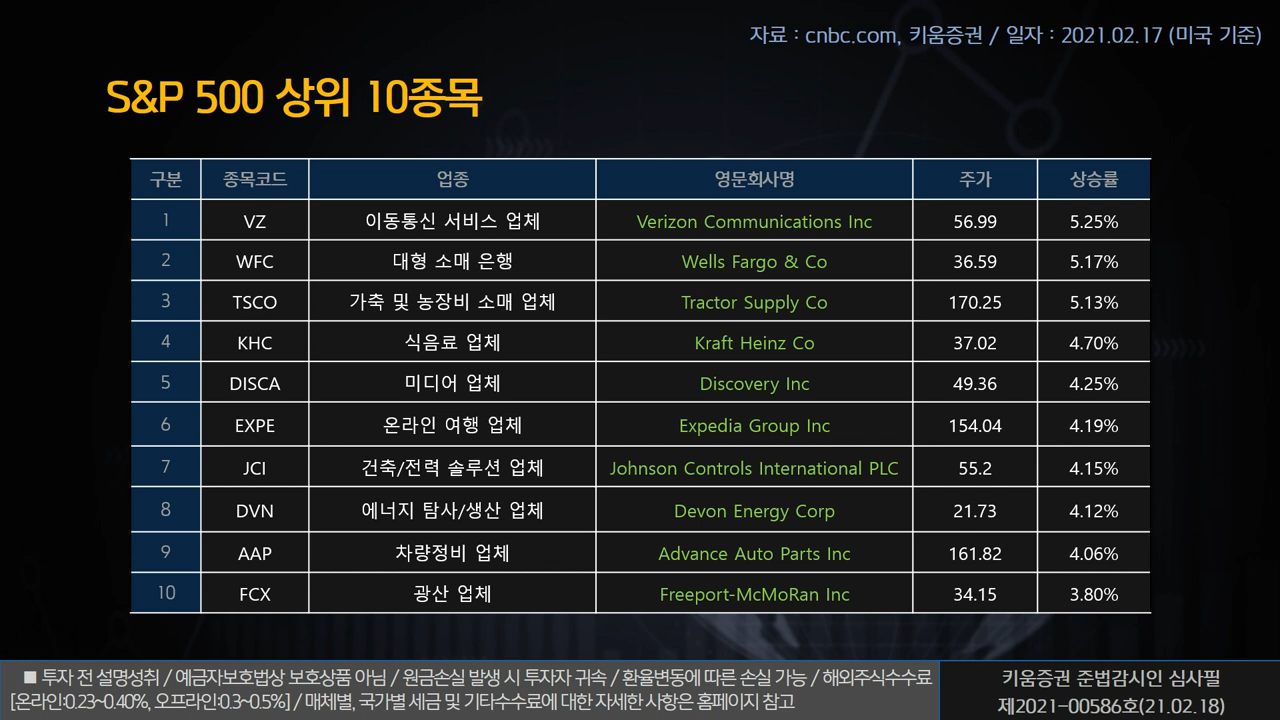 자료 : cnbc.com, 키움증권 / 일자 : 2021.02.17 (미국 기준)
S&P 500 상위 10종목
구분 종목코드 업종 영문회사명 주가 상승률
1 VZ 이동통신 서비스 업체 Verizon Communications Inc 56.99 5.25%
2 WFC 대형 소매 은행 Wells Fargo & Co 36.59 5.17%
3 TSCO 가축 및 농장비 소매 업체 Tractor Supply Co 170.25 5.13%
4 KHC 식음료 업체 Kraft Heinz Co 37.02 4.70%
5 DISCA 미디어 업체 Discovery Inc 49.36 4.25%
6 EXPE 온라인 여행 업체 Expedia Group Inc 154.04 4.19%
7 JCI 건축/전력 솔루션 업체 Johnson Controls International PLC 55.2 4.15%
8 DVN 에너지 탐사/생산 업체 Devon Energy Corp 21.73 4.12%
9 AAP 차량정비 업체 Advance Auto Parts Inc 161.82 4.06%
10 FCX 광산 업체 Freeport-McMoRan Inc 34.15 3.80%
■ 투자 전 설명성취 / 예금자보호법상 보호상품 아님 / 원금손실 발생 시 투자자 귀속 / 환율변동에 따른 손실 가능 / 해외주식수수료
[온라인:0.23~0.40%, 오프라인:0.3~0.5%] / 매체별, 국가별 세금 및 기타수수료에 대한 자세한 사항은 홈페이지 참고
키움증권 준법감시인 심사필
제2021-00586호(21.02.18)